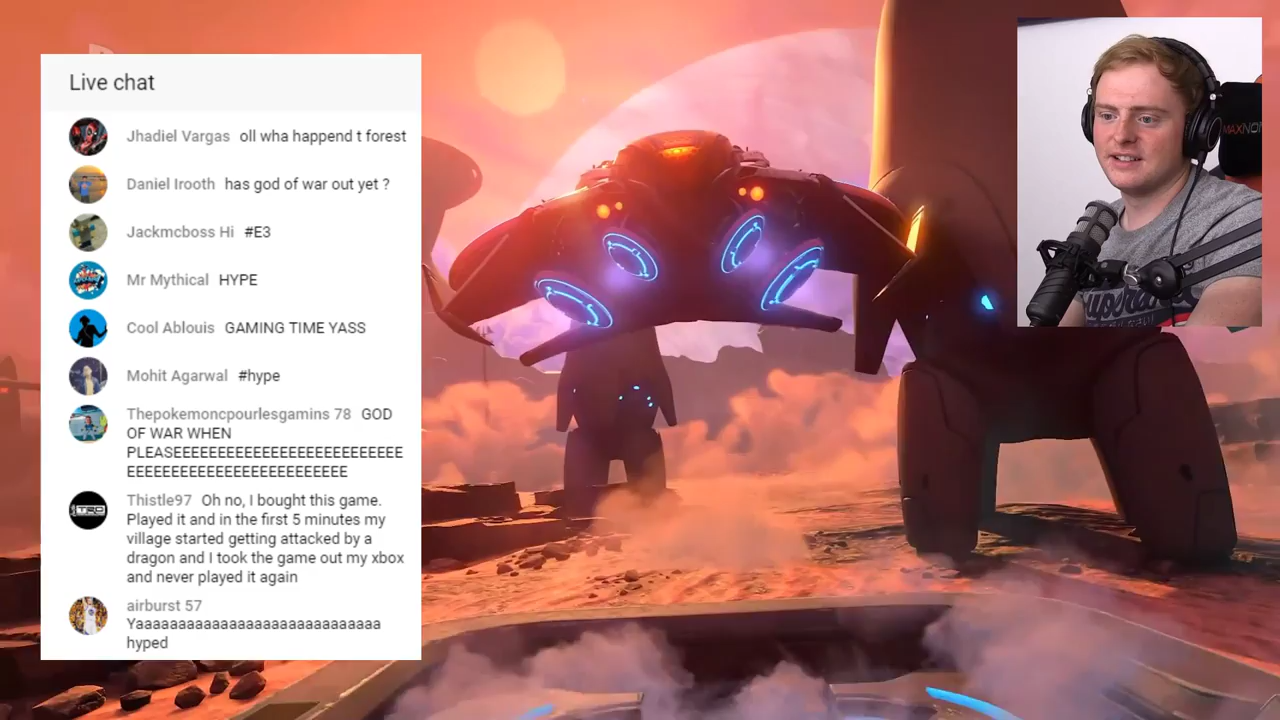 Live chat
Jhadiel Vargas oll wha happend t forest
Daniel Irooth has god of war out yet ?
Jackmcboss Hi #E3
Mr Mythical HYPE
Cool Ablouis GAMING TIME YASS
Mohit Agarwal #hype
Thepokemoncpourlesgamins 78 GOD
OF WAR WHEN
PLEASEEEEEEEEEEEEEEEEEEEEEEEEEE
EEEEEEEEEEEEEEEEEEEEEEEEE
Thistle97 Oh no, I bought this game.
Played it and in the first 5 minutes my
village started getting attacked by a
dragon and I took the game out my xbox
and never played it again
airburst 57
Yaaaaaaaaaaaaaaaaaaaaaaaaaaaaa
hyped
MAXNOM